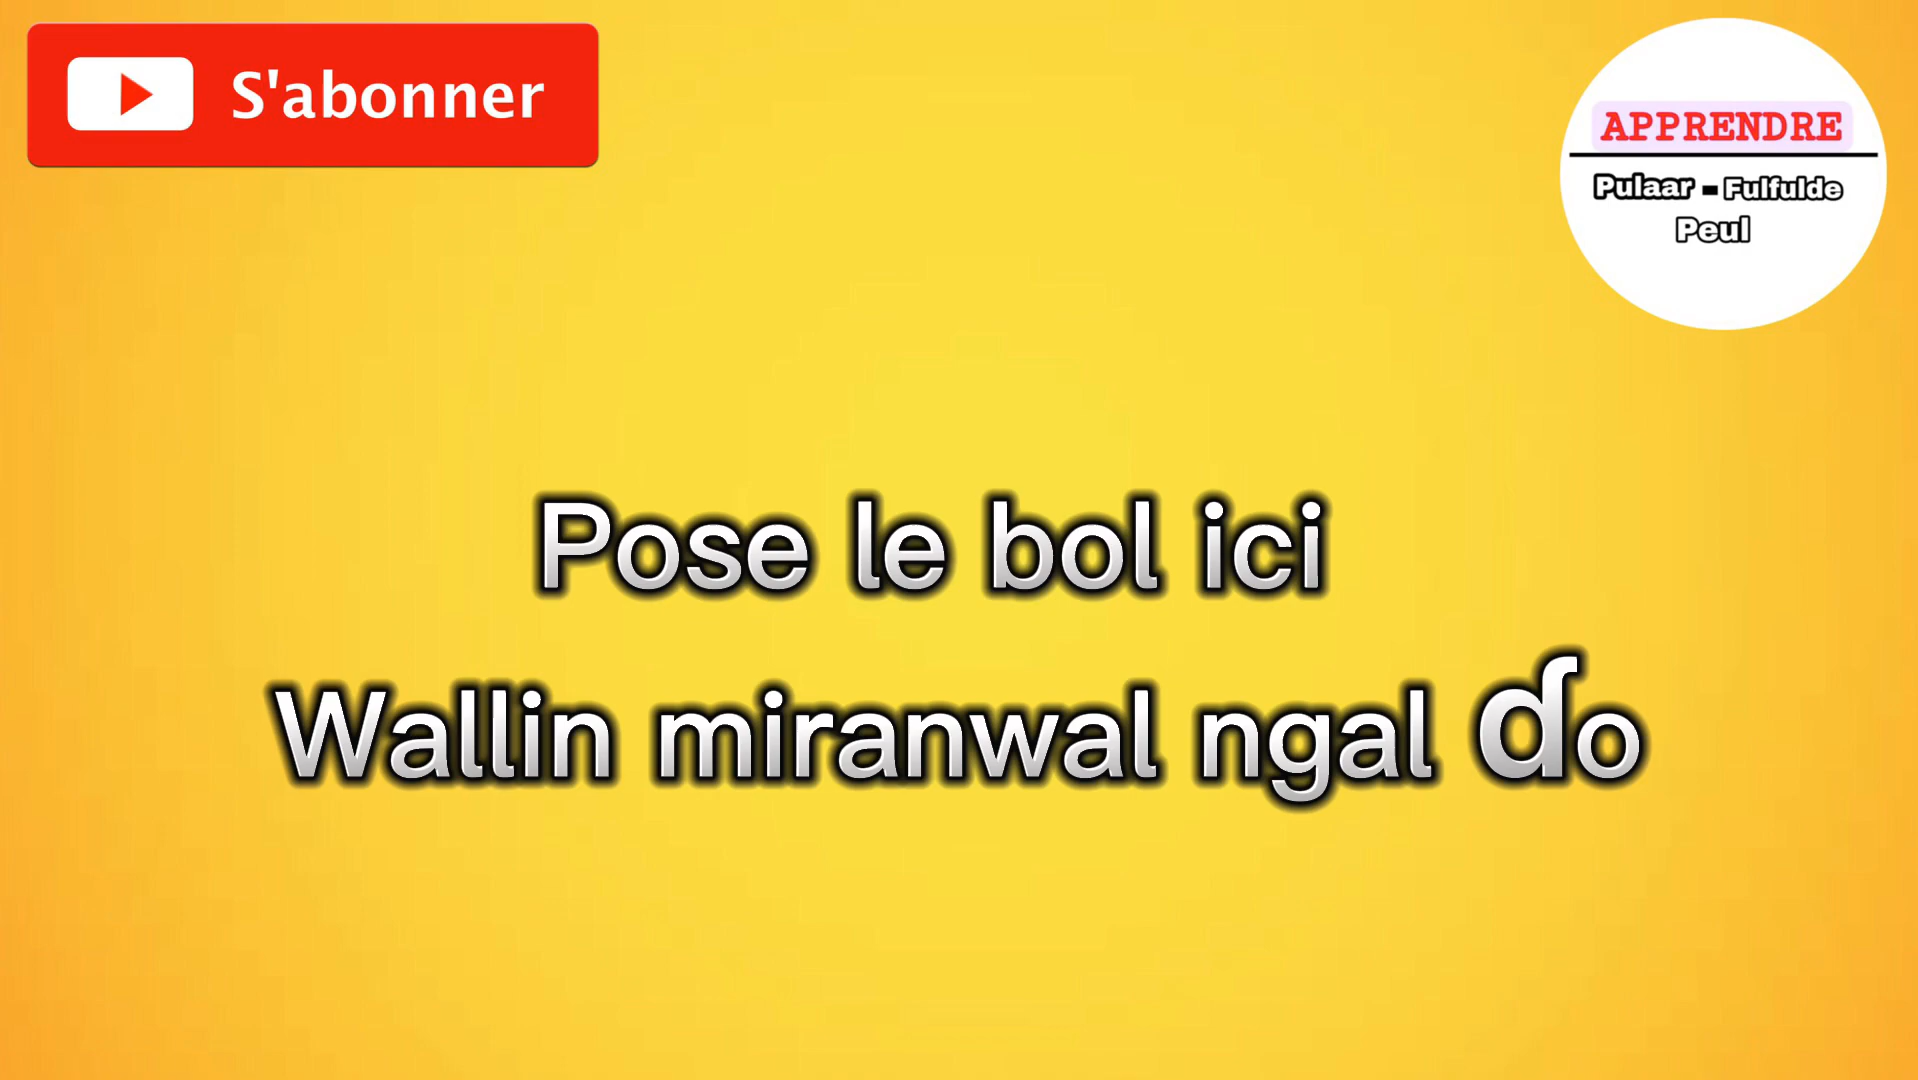 S'abonner
APPRENDRE
Pulaar - Fulfulde
Peul
Pose le bol ici
Wallin miranwal ngal ɗo